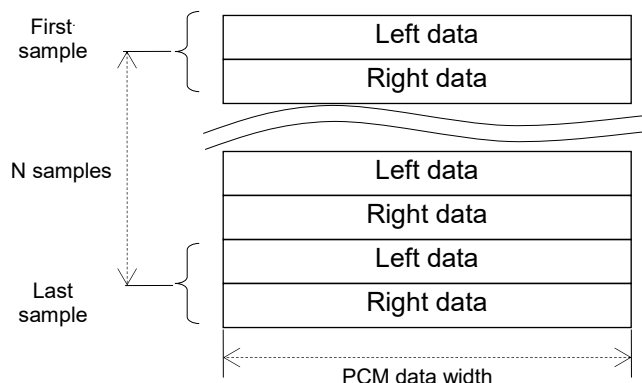 First
sample
Left data
Right data
N samples
Left data
Right data
Left data
Right data
Last
sample
PCM data width